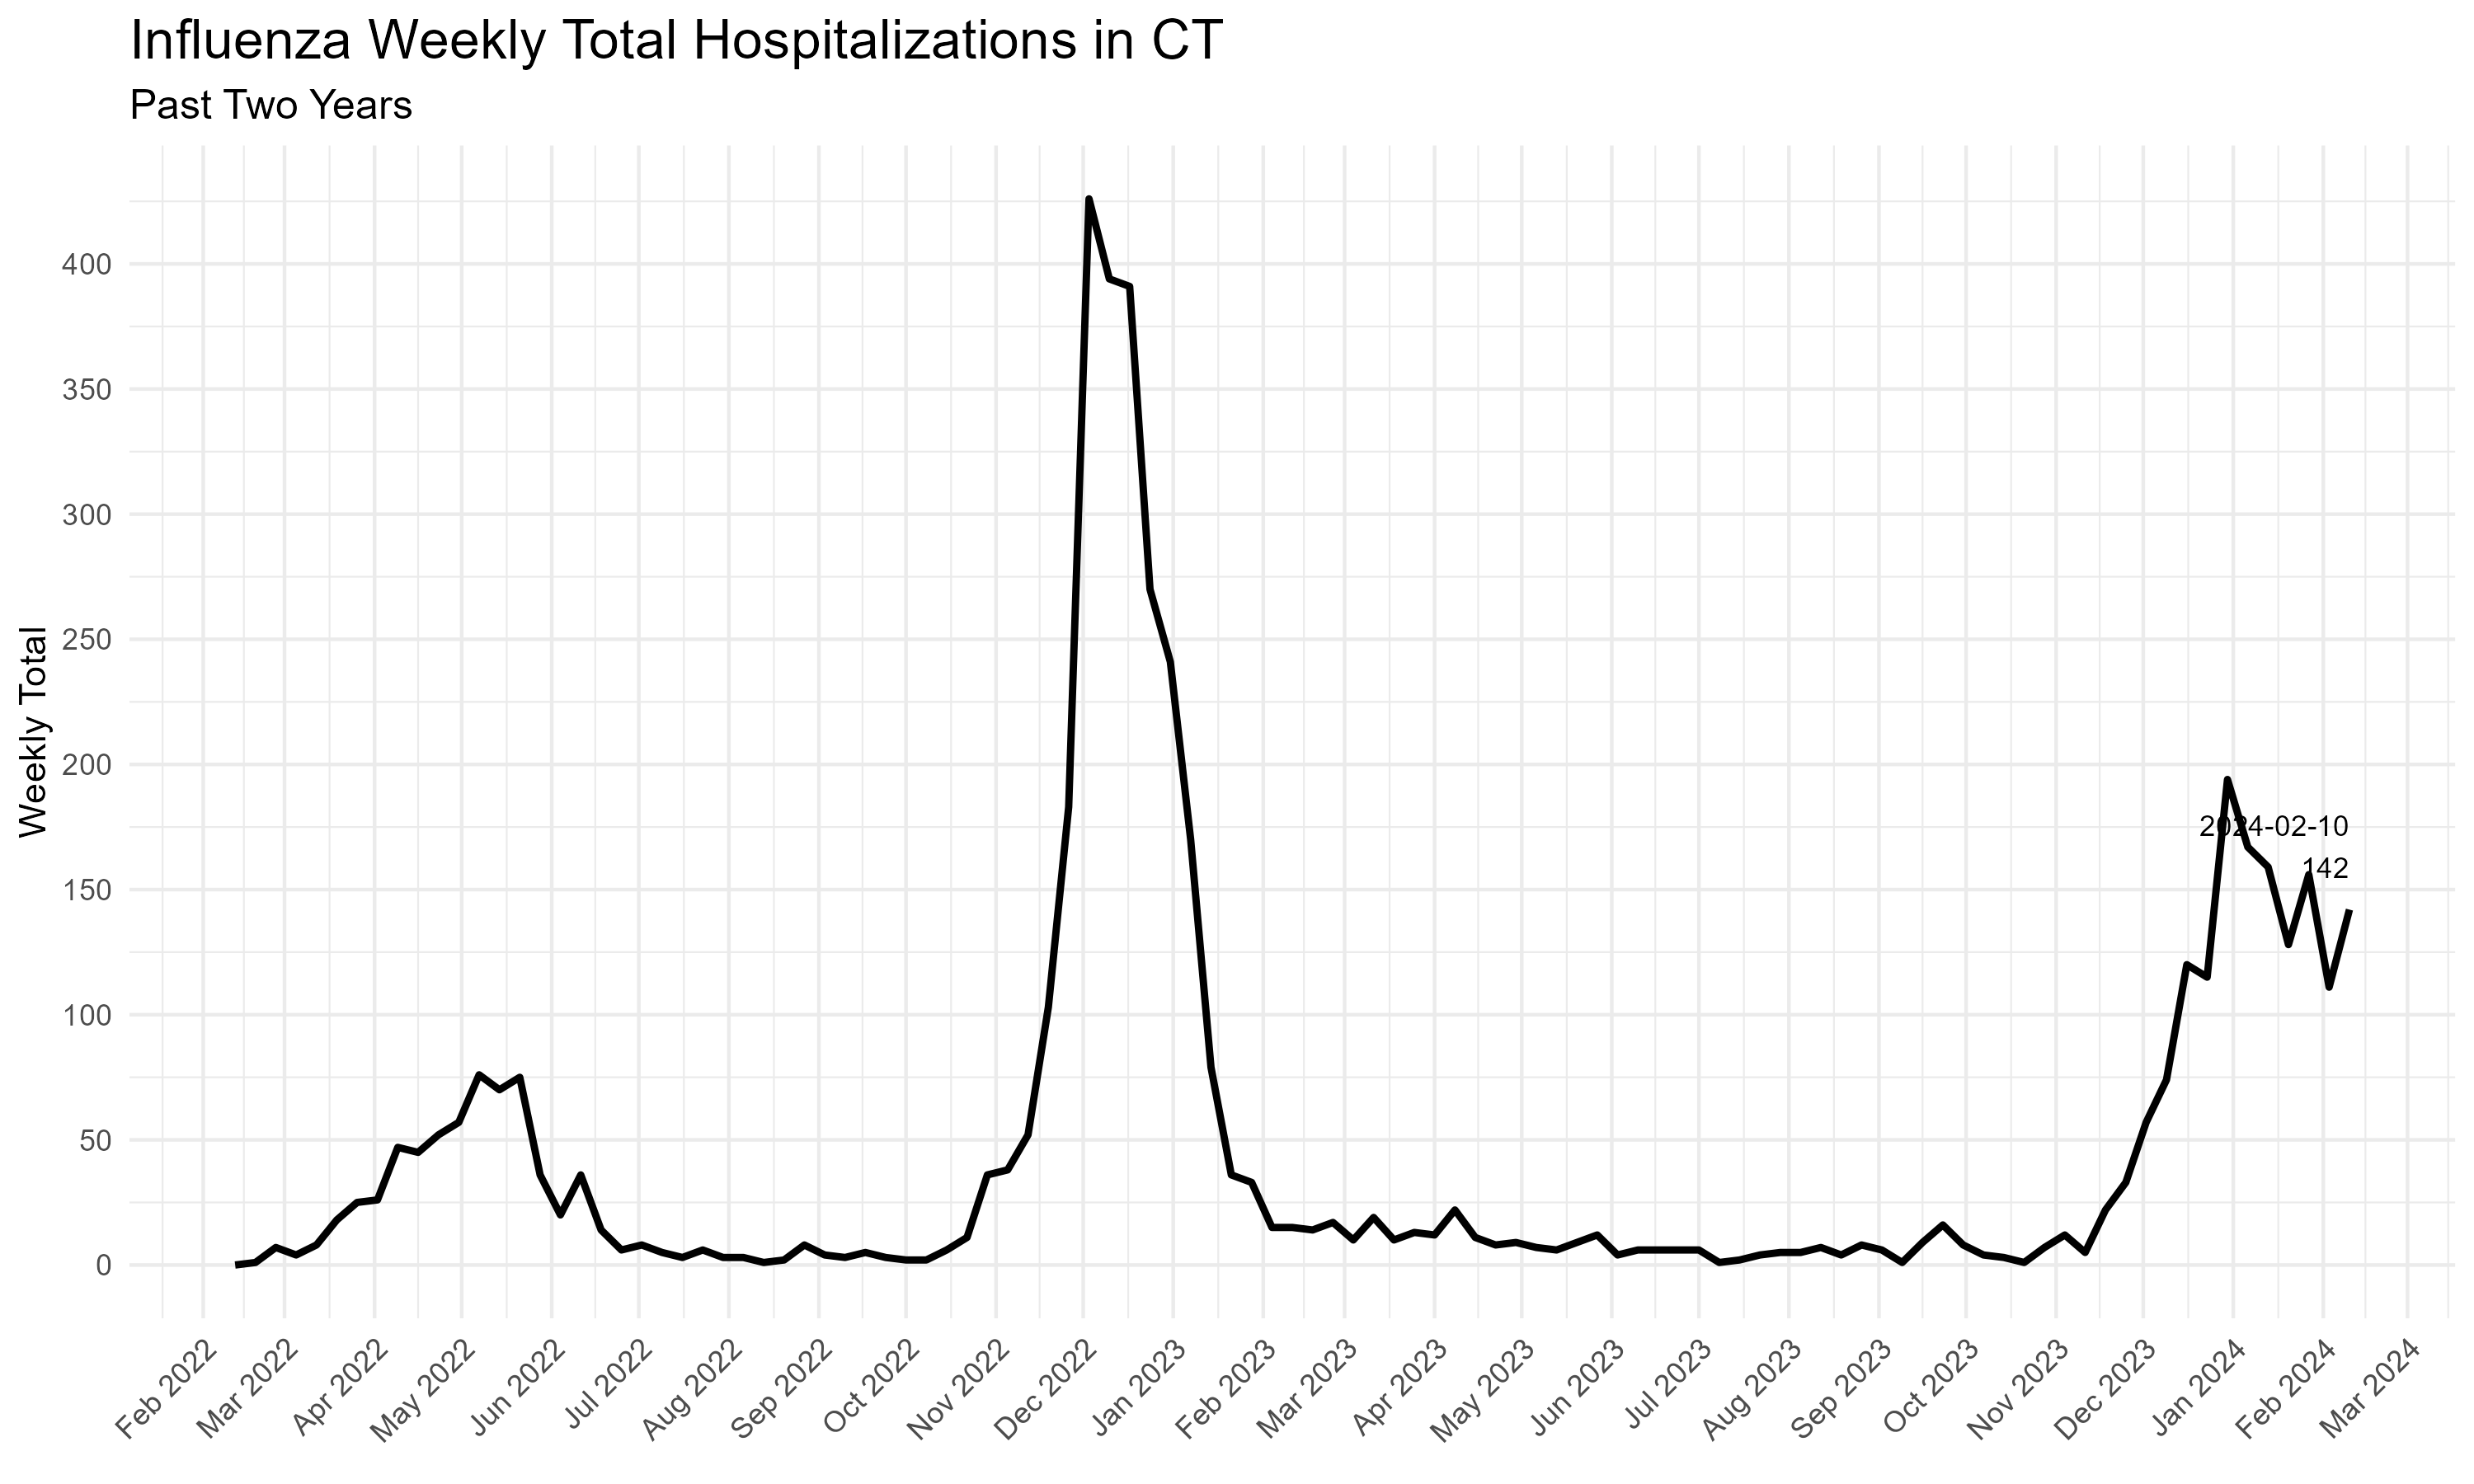 Influenza Weekly Total Hospitalizations in CT
Past Two Years
Weekly Total
400
350
300
250
200
150
100
50
0
2024-02-10
142
Feb 2022
Mar 2022
Apr 2022
May 2022
Jun 2022
Jul 2022
Aug 2022
Sep 2022
Oct 2022
Nov 2022
Dec 2022
Jan 2023
Feb 2023
Mar 2023
Apr 2023
May 2023
Jun 2023
Jul 2023
Aug 2023
Sep 2023
Oct 2023
Nov 2023
Dec 2023
Jan 2024
Feb 2024
Mar 2024